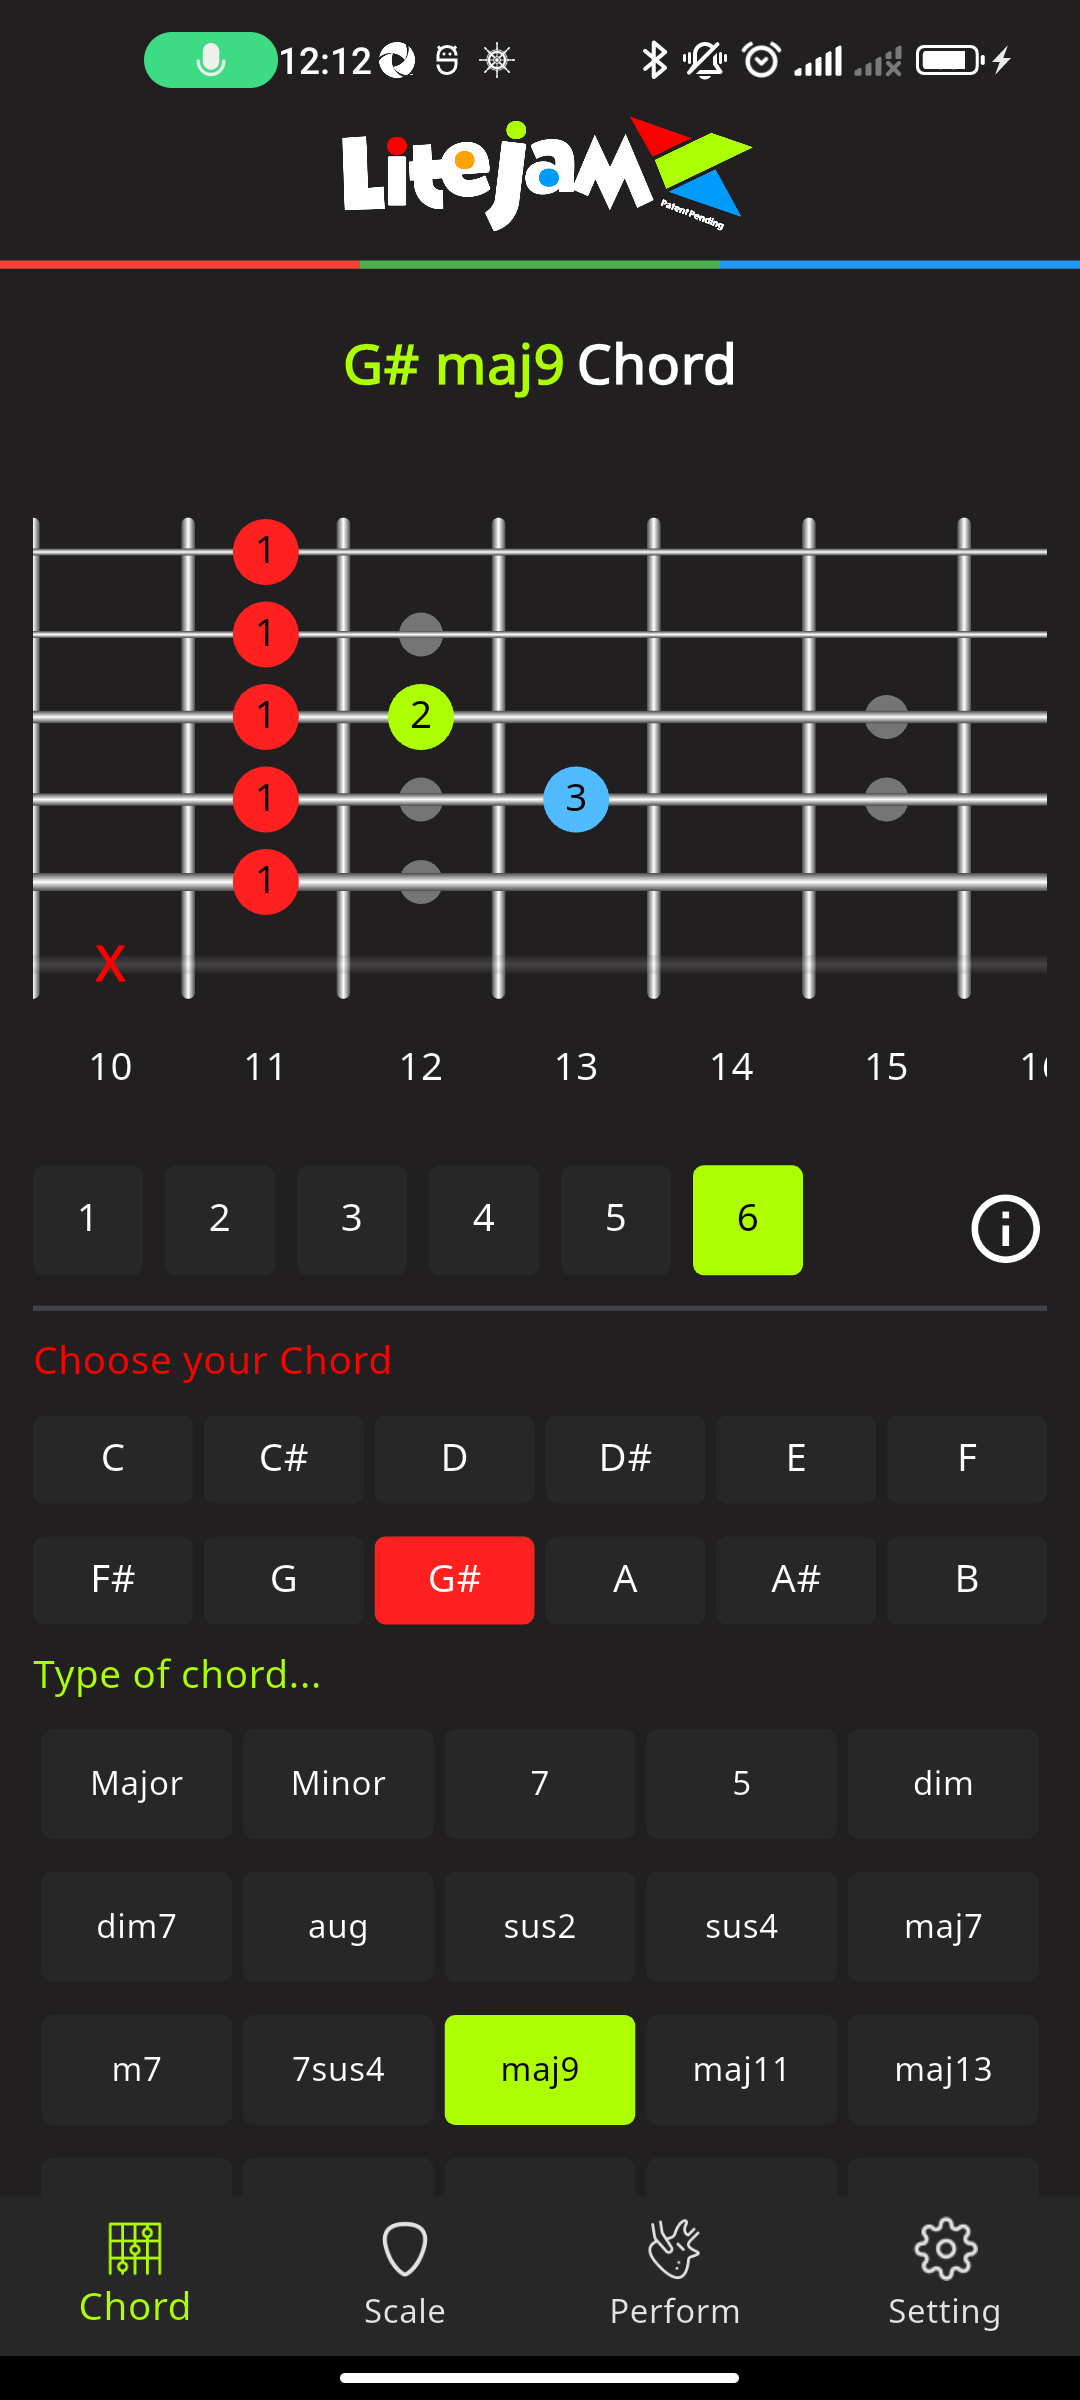 12:12
Litejam
Patent Pending
G# maj9 Chord
1
1
1 2
1 3
1
X
10 11 12 13 14 15
1 2 3 4 5 6
Choose your Chord
C C# D D# E F
F# G G# A A# B
Type of chord...
Major Minor 7 5 dim
dim7 aug sus2 sus4 maj7
m7 7sus4 maj9 maj11 maj13
Chord Scale Perform Setting